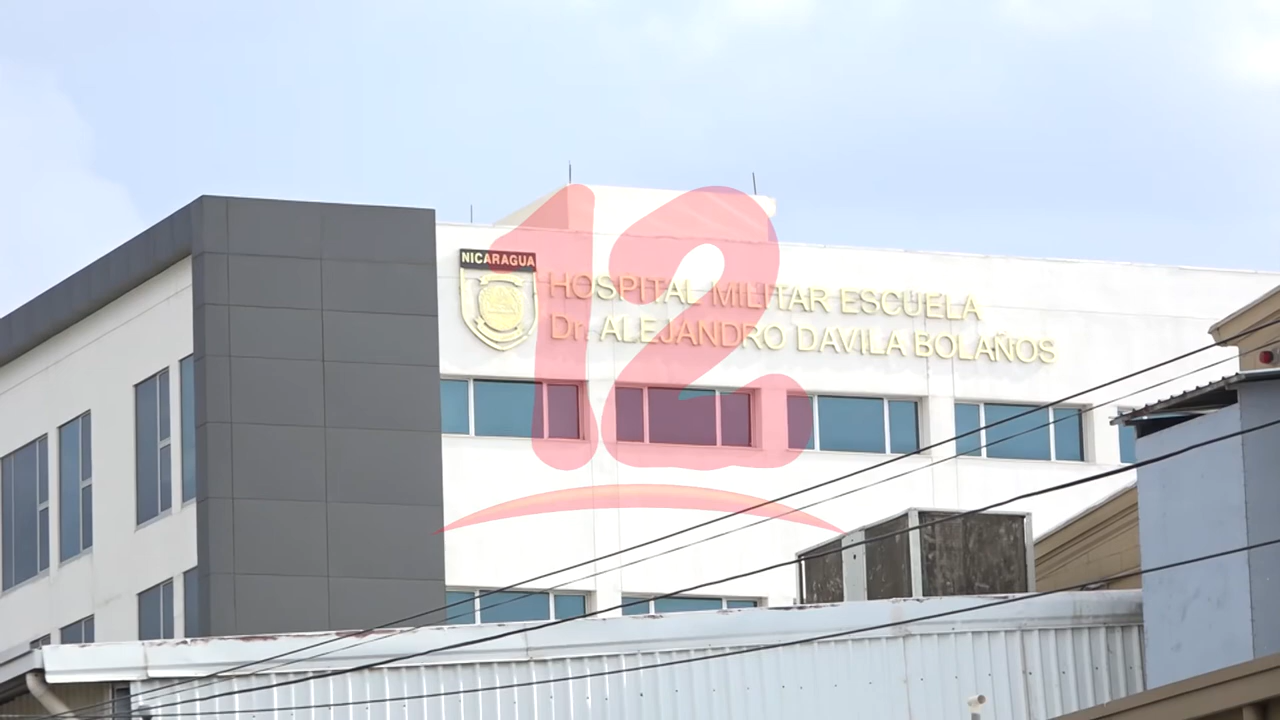 NICARAGUA
HOSPITAL MILITAR ESCUELA
Dr. ALEJANDRO DAVILA BOLAÑOS
12